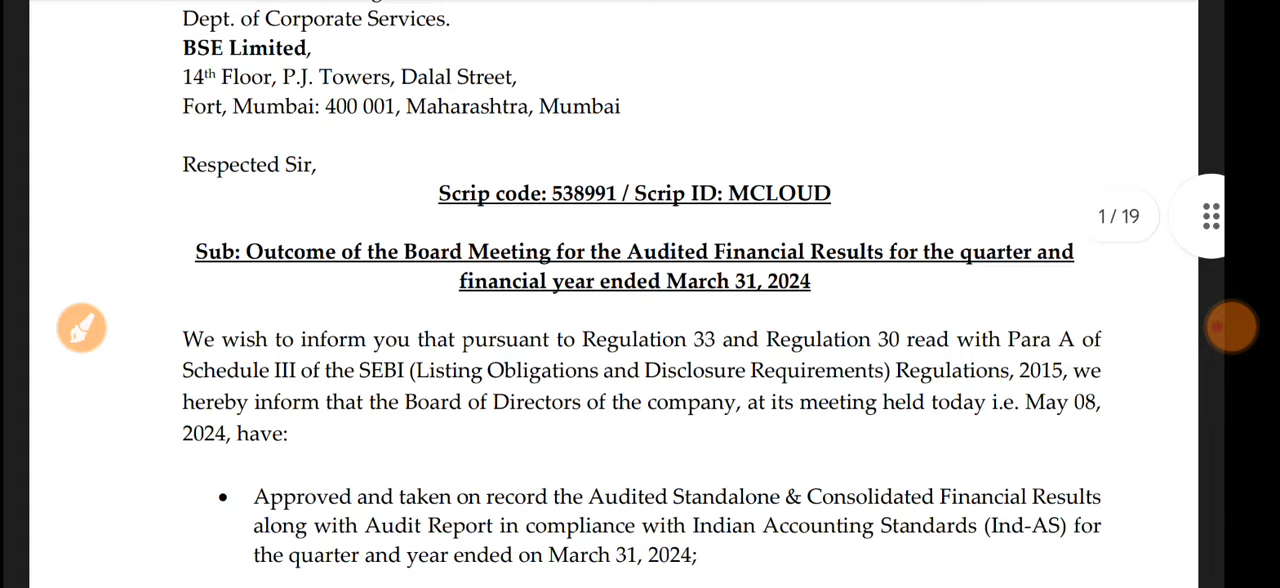 Dept. of Corporate Services.
BSE Limited,
14th Floor, P.J. Towers, Dalal Street,
Fort, Mumbai: 400 001, Maharashtra, Mumbai
Respected Sir,
Scrip code: 538991 / Scrip ID: MCLOUD
1 / 19
Sub: Outcome of the Board Meeting for the Audited Financial Results for the quarter and
financial year ended March 31, 2024
We wish to inform you that pursuant to Regulation 33 and Regulation 30 read with Para A of
Schedule III of the SEBI (Listing Obligations and Disclosure Requirements) Regulations, 2015, we
hereby inform that the Board of Directors of the company, at its meeting held today i.e. May 08,
2024, have:
• Approved and taken on record the Audited Standalone & Consolidated Financial Results
along with Audit Report in compliance with Indian Accounting Standards (Ind-AS) for
the quarter and year ended on March 31, 2024;